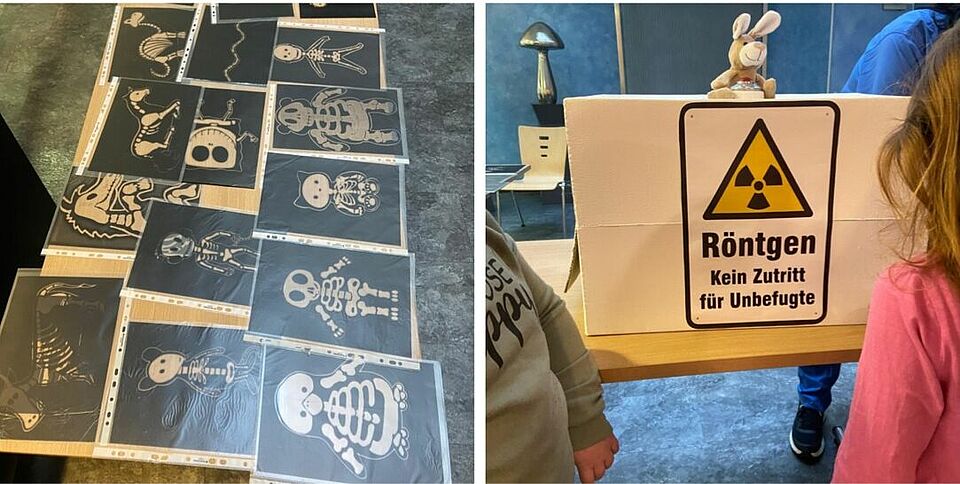 Röntgen
Kein Zutritt
für Unbefugte